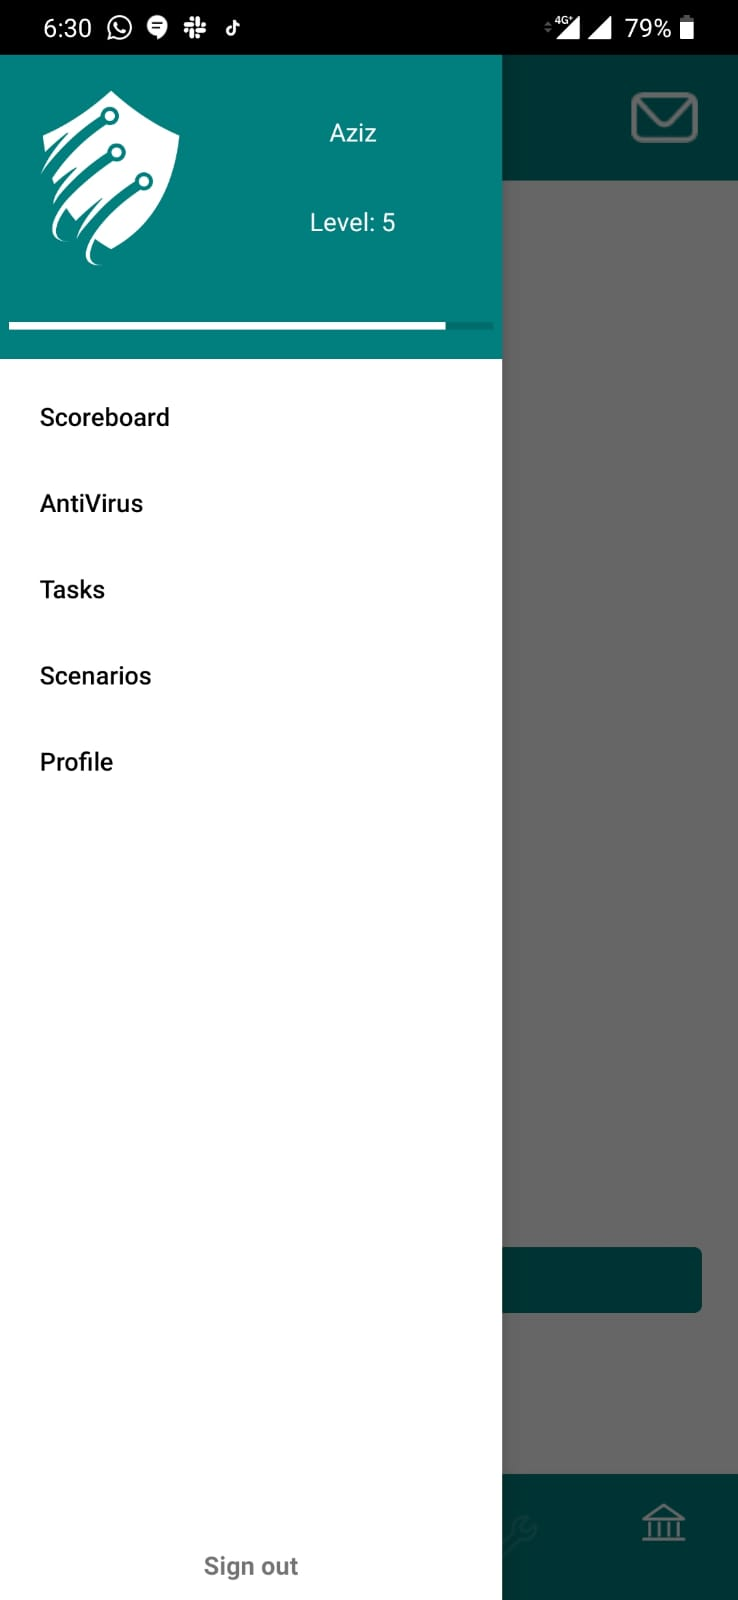 6:30 4G+ 79%
Aziz
Level: 5
Scoreboard
AntiVirus
Tasks
Scenarios
Profile
Sign out